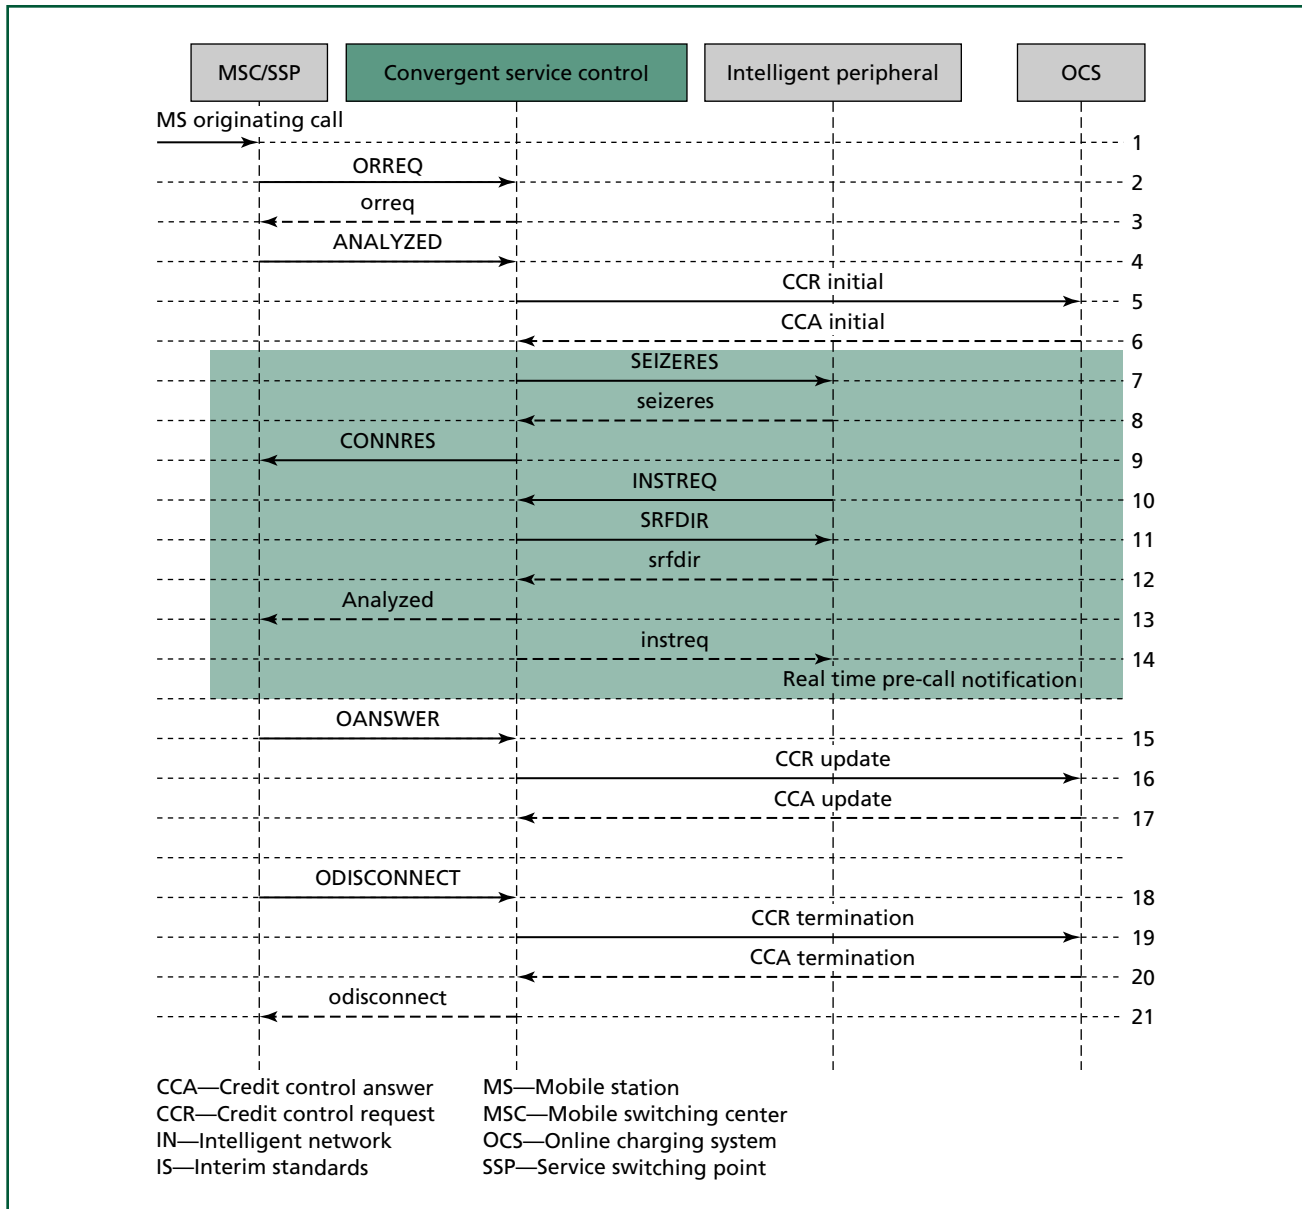 MSC/SSP
Convergent service control
Intelligent peripheral
OCS
MS originating call
1
ORREQ
2
orreq
3
ANALYZED
4
CCR initial
5
CCA initial
6
SEIZERES
7
seizeres
8
CONNRES
9
INSTREQ
10
SRFDIR
11
srfdir
12
Analyzed
13
instreq
14
Real time pre-call notification
OANSWER
15
CCR update
16
CCA update
17
ODISCONNECT
18
CCR termination
19
CCA termination
20
odisconnect
21
CCA—Credit control answer
CCR—Credit control request
IN—Intelligent network
IS—Interim standards
MS—Mobile station
MSC—Mobile switching center
OCS—Online charging system
SSP—Service switching point